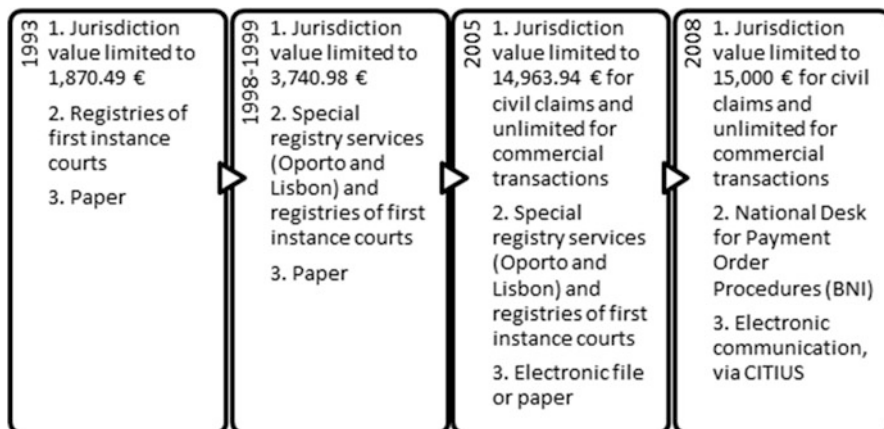 1993
1. Jurisdiction
value limited to
1,870.49 €
2. Registries of
first instance
courts
3. Paper
1998-1999
1. Jurisdiction
value limited to
3,740.98 €
2. Special
registry services
(Oporto and
Lisbon) and
registries of first
instance courts
3. Paper
2005
1. Jurisdiction
value limited to
14,963.94 € for
civil claims and
unlimited for
commercial
transactions
2. Special
registry services
(Oporto and
Lisbon) and
registries of first
instance courts
3. Electronic file
or paper
2008
1. Jurisdiction
value limited to
15,000 € for civil
claims and
unlimited for
commercial
transactions
2. National Desk
for Payment
Order
Procedures (BNI)
3. Electronic
communication,
via CITIUS